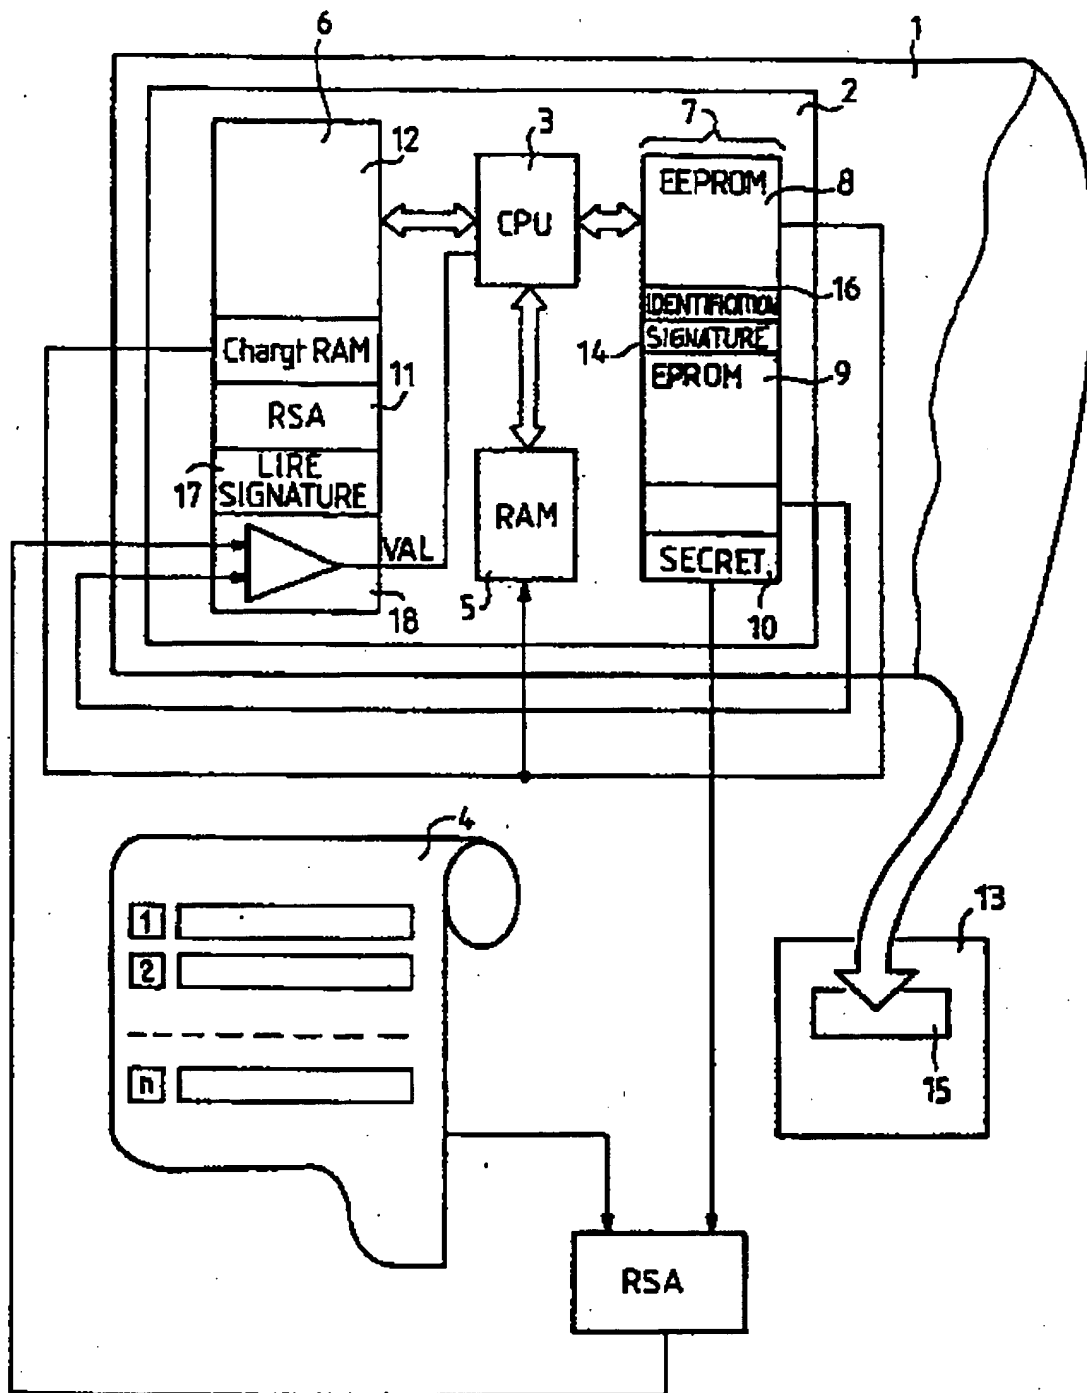 6
1
2
3
7
12
EEPROM
8
CPU
IDENTIFICATION
16
SIGNATURE
14
Chargt RAM
EPROM
9
11
RSA
LIRE
SIGNATURE
17
RAM
VAL
SECRET
5
18
10
4
1
2
n
13
15
RSA